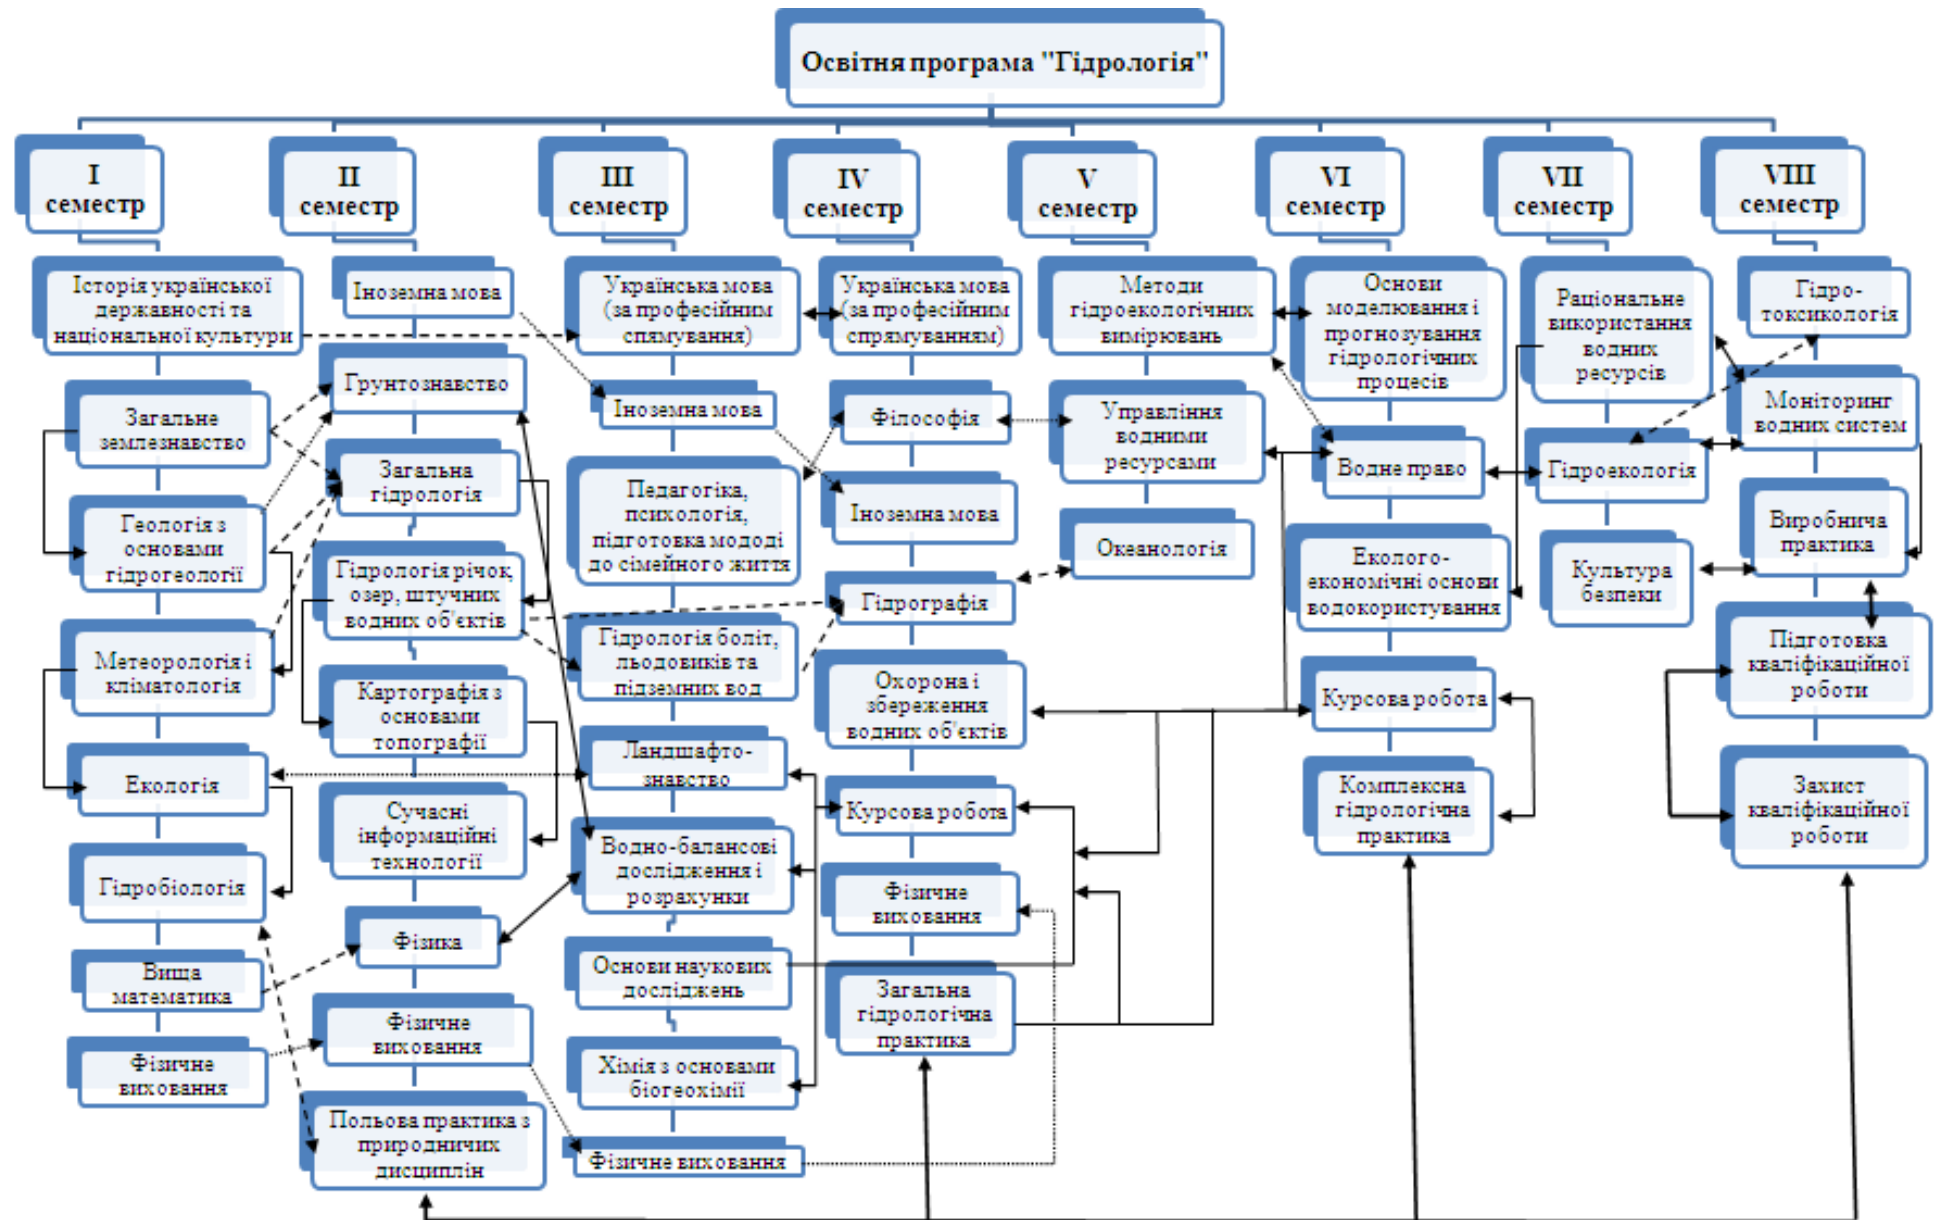 Освітня програма "Гідрологія"
I
семестр
II
семестр
III
семестр
IV
семестр
V
семестр
VI
семестр
VII
семестр
VIII
семестр
Історія української
державності та
національної культури
Загальне
землезнавство
Геологія з
основами
гідрогеології
Метеорологія і
кліматологія
Екологія
Гідробіологія
Вища
математика
Фізичне
виховання
Іноземна мова
Грунтознавство
Загальна
гідрологія
Гідрологія річок,
озер, штучних
водних об'єктів
Картографія з
основами
топографії
Сучасні
інформаційні
технології
Фізика
Фізичне
виховання
Польова практика з
природничих
дисциплін
Українська мова
(за професійним
спямування)
Іноземна мова
Педагогіка,
психологія,
підготовка мододі
до сімейного життя
Гідрологія боліт,
льодовиків та
підземних вод
Ландшафто-
знавство
Водно-балансові
дослідження і
розрахунки
Основи наукових
досліджень
Хімія з основами
біогеохімії
Фізичне виховання
Українська мова
(за професійним
спрямуванням)
Філософія
Іноземна мова
Гідрографія
Охорона і
збереження
водних об'єктів
Курсова робота
Фізичне
виховання
Загальна
гідрологічна
практика
Методи
гідроекологічних
вимірювань
Управління
водними
ресурсами
Океанологія
Основи
моделювання і
прогнозування
гідрологічних
процесів
Водне право
Еколого-
економічні основи
водокористування
Курсова робота
Комплексна
гідрологічна
практика
Раціональне
використання
водних
ресурсів
Гідроекологія
Культура
безпеки
Гідро-
токсикологія
Моніторинг
водних систем
Виробнича
практика
Підготовка
кваліфікаційної
роботи
Захист
кваліфікаційної
роботи